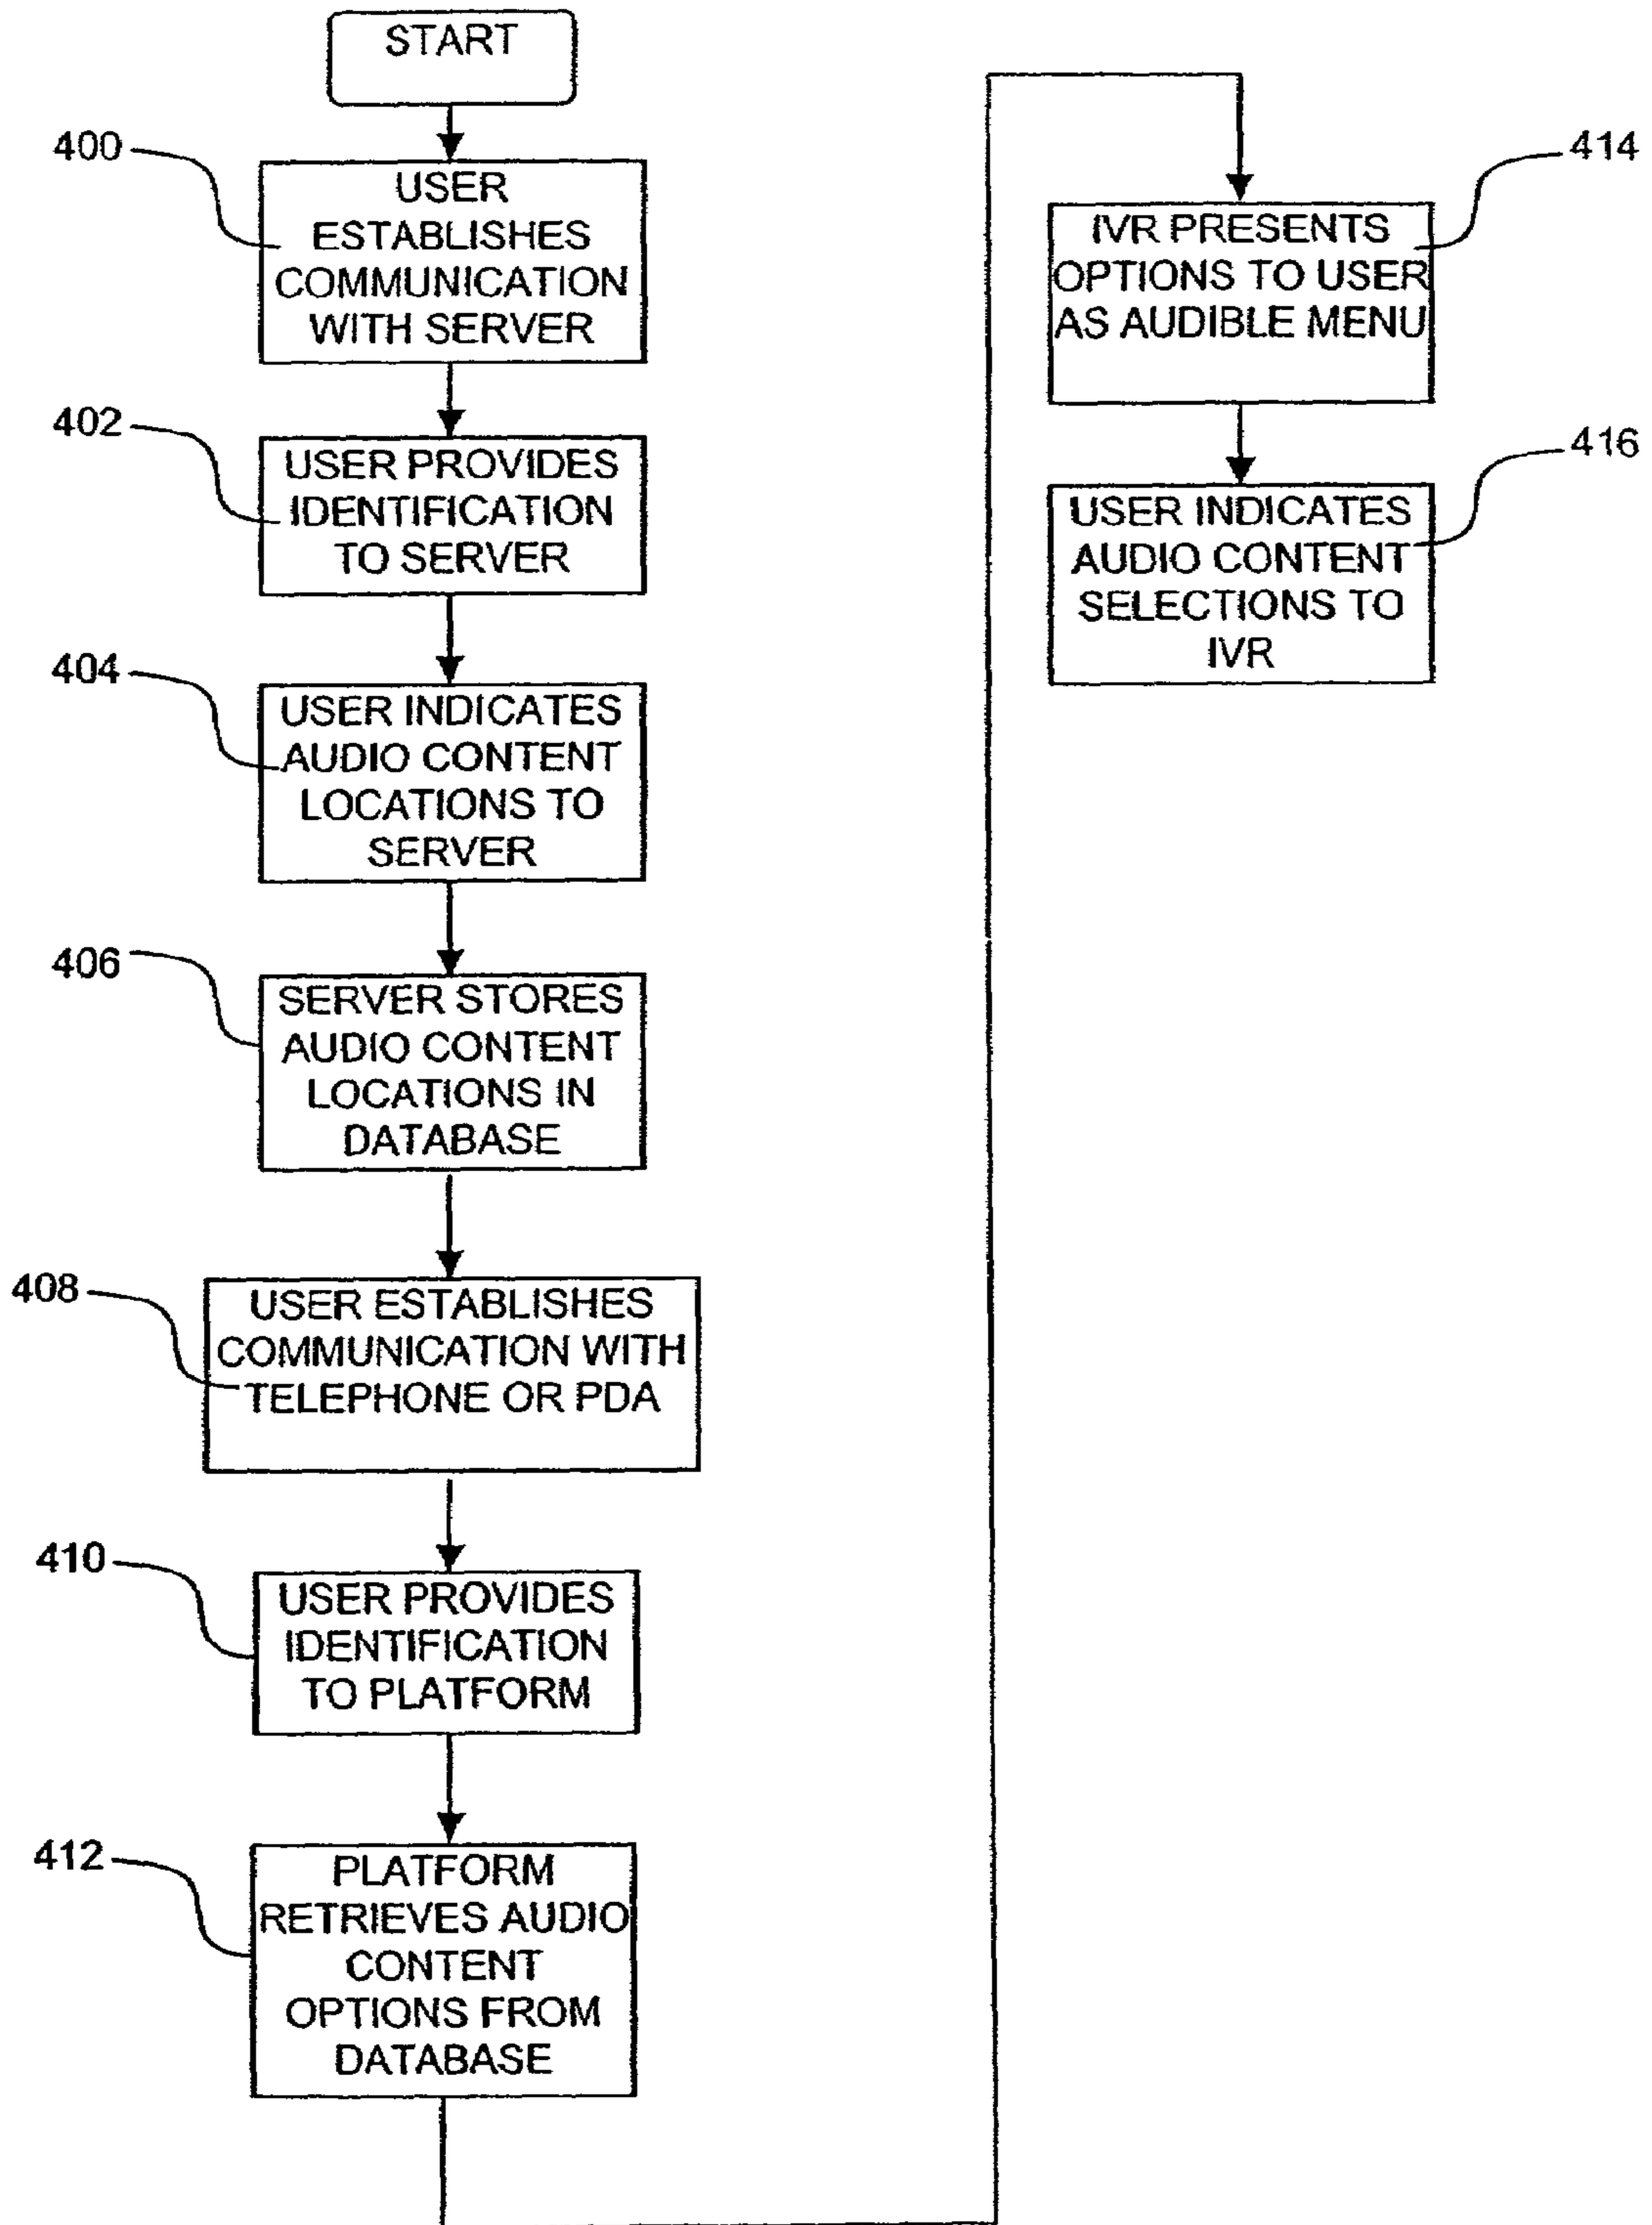 START
400
USER
ESTABLISHES
COMMUNICATION
WITH SERVER
402
USER PROVIDES
IDENTIFICATION
TO SERVER
404
USER INDICATES
AUDIO CONTENT
LOCATIONS TO
SERVER
406
SERVER STORES
AUDIO CONTENT
LOCATIONS IN
DATABASE
408
USER ESTABLISHES
COMMUNICATION WITH
TELEPHONE OR PDA
410
USER PROVIDES
IDENTIFICATION
TO PLATFORM
412
PLATFORM
RETRIEVES AUDIO
CONTENT
OPTIONS FROM
DATABASE
414
IVR PRESENTS
OPTIONS TO USER
AS AUDIBLE MENU
416
USER INDICATES
AUDIO CONTENT
SELECTIONS TO
IVR